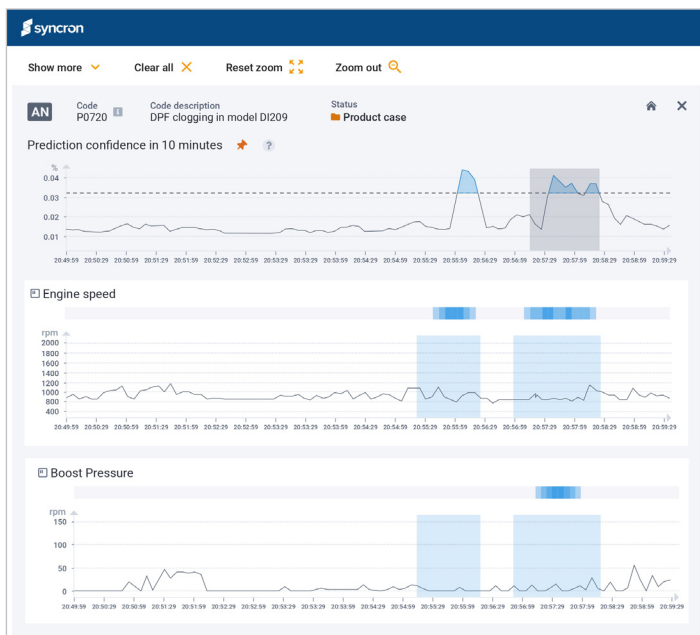 syncron
Show more Clear all Reset zoom Zoom out
AN Code Code description Status
P0720 DPF clogging in model DI209 Product case
Prediction confidence in 10 minutes ?
%
0.04
0.03
0.02
0.01
20:49:59 20:50:29 20:50:59 20:51:29 20:51:59 20:52:29 20:52:59 20:53:29 20:53:59 20:54:29 20:54:59 20:55:29 20:55:59 20:56:29 20:56:59 20:57:29 20:57:59 20:58:29 20:58:59 20:59:29
Engine speed
rpm
2000
1800
1600
1400
1200
1000
800
400
20:49:59 20:50:29 20:50:59 20:51:29 20:51:59 20:52:29 20:52:59 20:53:29 20:53:59 20:54:29 20:54:59 20:55:29 20:55:59 20:56:29 20:56:59 20:57:29 20:57:59 20:58:29 20:58:59 20:59:29
Boost Pressure
rpm
150
100
50
0
20:49:59 20:50:29 20:50:59 20:51:29 20:51:59 20:52:29 20:52:59 20:53:29 20:53:59 20:54:29 20:54:59 20:55:29 20:55:59 20:56:29 20:56:59 20:57:29 20:57:59 20:58:29 20:58:59 20:59:29